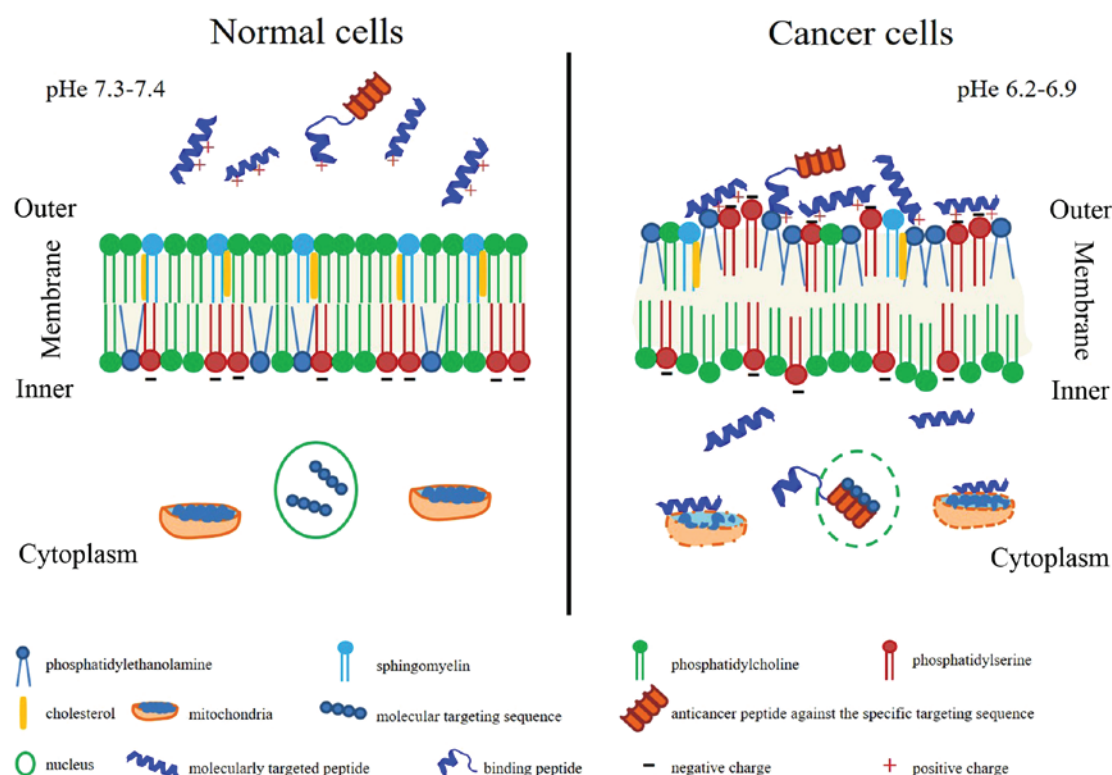 Normal cells
Cancer cells
pHe 7.3-7.4
pHe 6.2-6.9
Outer
Outer
Membrane
Membrane
Inner
Inner
Cytoplasm
Cytoplasm
phosphatidylethanolamine
sphingomyelin
phosphatidylcholine
phosphatidylserine
cholesterol
mitochondria
molecular targeting sequence
anticancer peptide against the specific targeting sequence
nucleus
molecularly targeted peptide
binding peptide
negative charge
positive charge